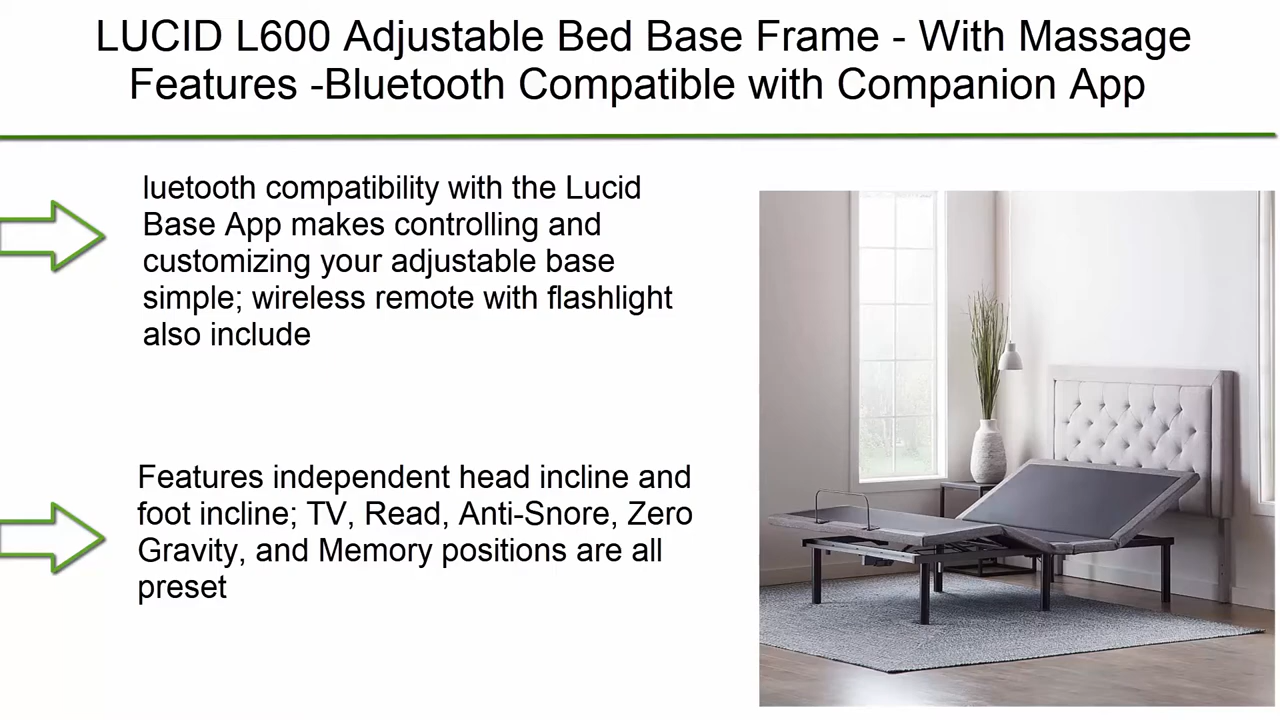 LUCID L600 Adjustable Bed Base Frame - With Massage
Features -Bluetooth Compatible with Companion App
luetooth compatibility with the Lucid
Base App makes controlling and
customizing your adjustable base
simple; wireless remote with flashlight
also include
Features independent head incline and
foot incline; TV, Read, Anti-Snore, Zero
Gravity, and Memory positions are all
preset